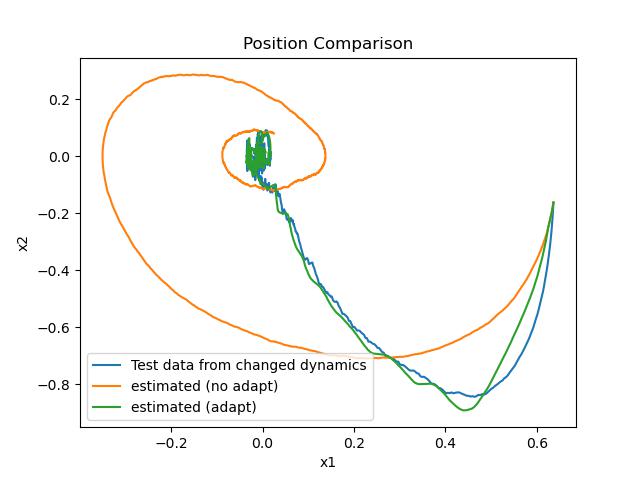 Position Comparison
0.2
0.0
−0.2
−0.4
−0.6
−0.8
x2
Test data from changed dynamics
estimated (no adapt)
estimated (adapt)
−0.2
0.0
0.2
0.4
0.6
x1